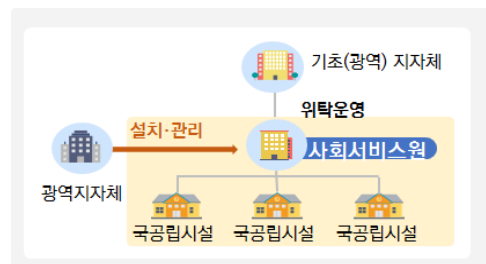 기초(광역) 지자체
위탁운영
설치·관리
사회서비스원
광역지자체
국공립시설 국공립시설 국공립시설